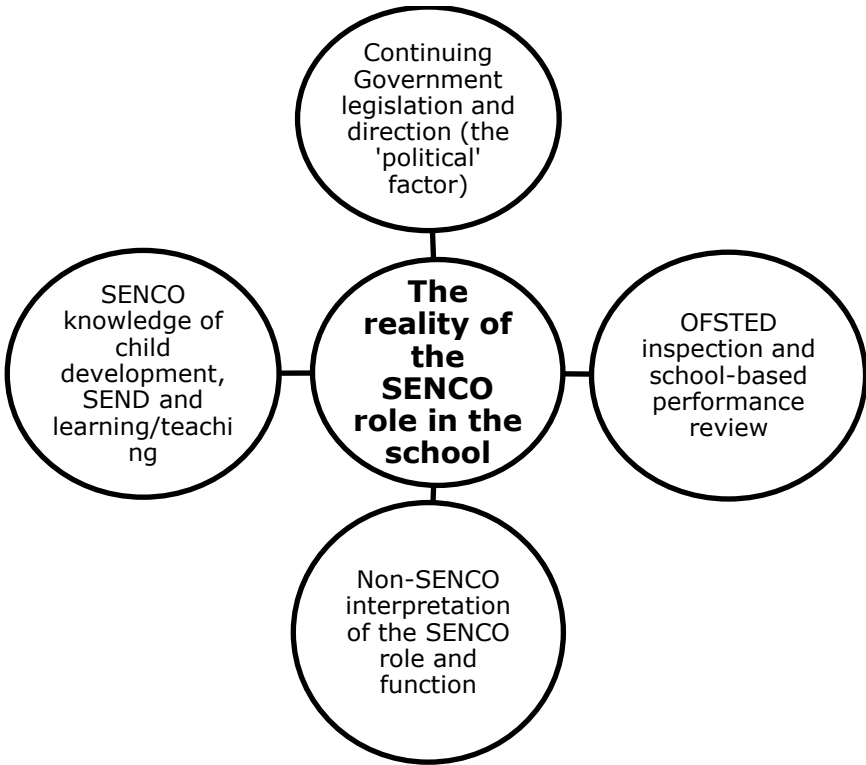 Continuing
Government
legislation and
direction (the
'political'
factor)
SENCO
knowledge of
child
development,
SEND and
learning/teachi
ng
The
reality of
the
SENCO
role in the
school
OFSTED
inspection and
school-based
performance
review
Non-SENCO
interpretation
of the SENCO
role and
function